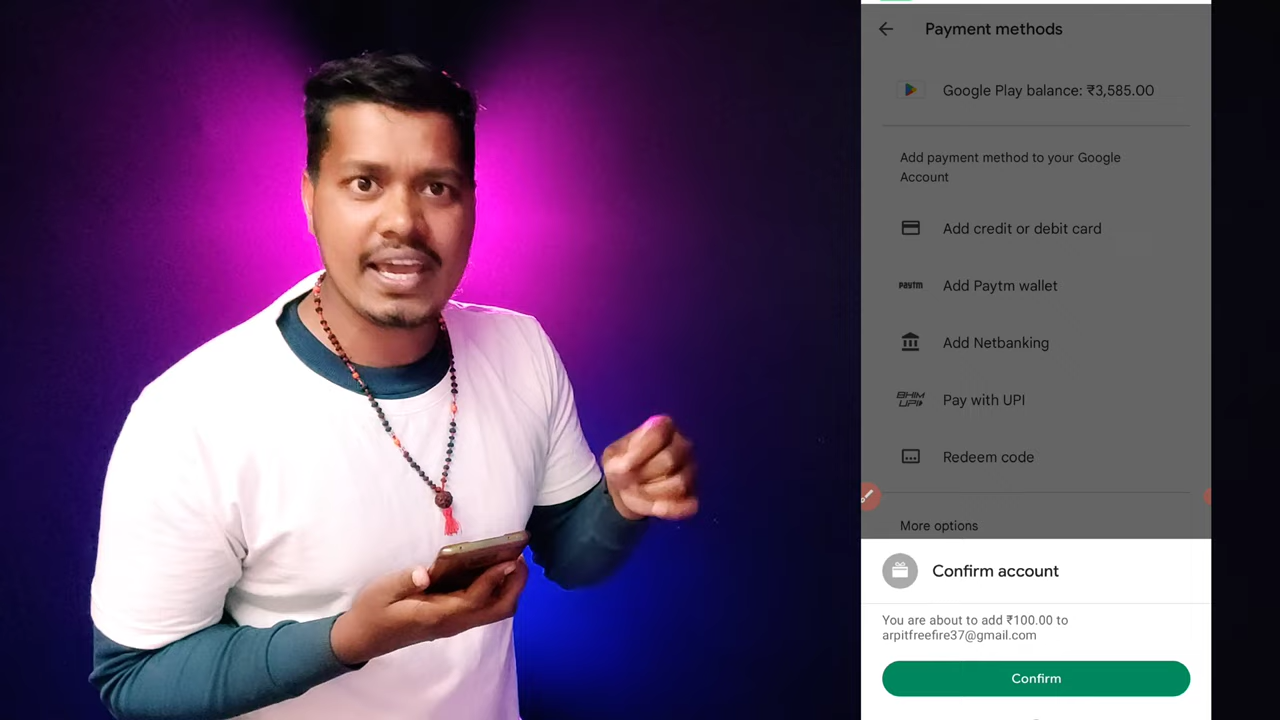 Payment methods
Google Play balance: ₹3,585.00
Add payment method to your Google
Account
Add credit or debit card
paytm
Add Paytm wallet
Add Netbanking
BHIM
UPI
Pay with UPI
Redeem code
More options
Confirm account
You are about to add ₹100.00 to
arpitfreefire37@gmail.com
Confirm